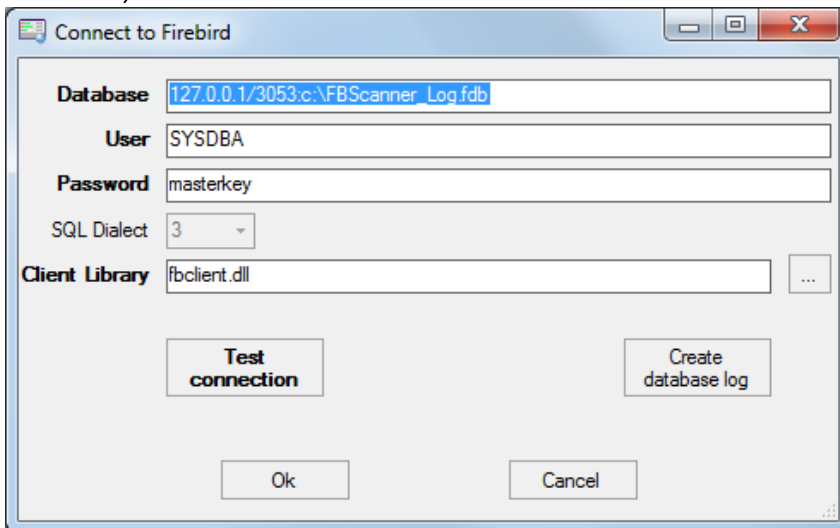 Connect to Firebird
Database 127.0.0.1/3053:c:\FBScanner_Log.fdb
User SYSDBA
Password masterkey
SQL Dialect 3
Client Library fbclient.dll ...
Test
connection
Create
database log
Ok Cancel